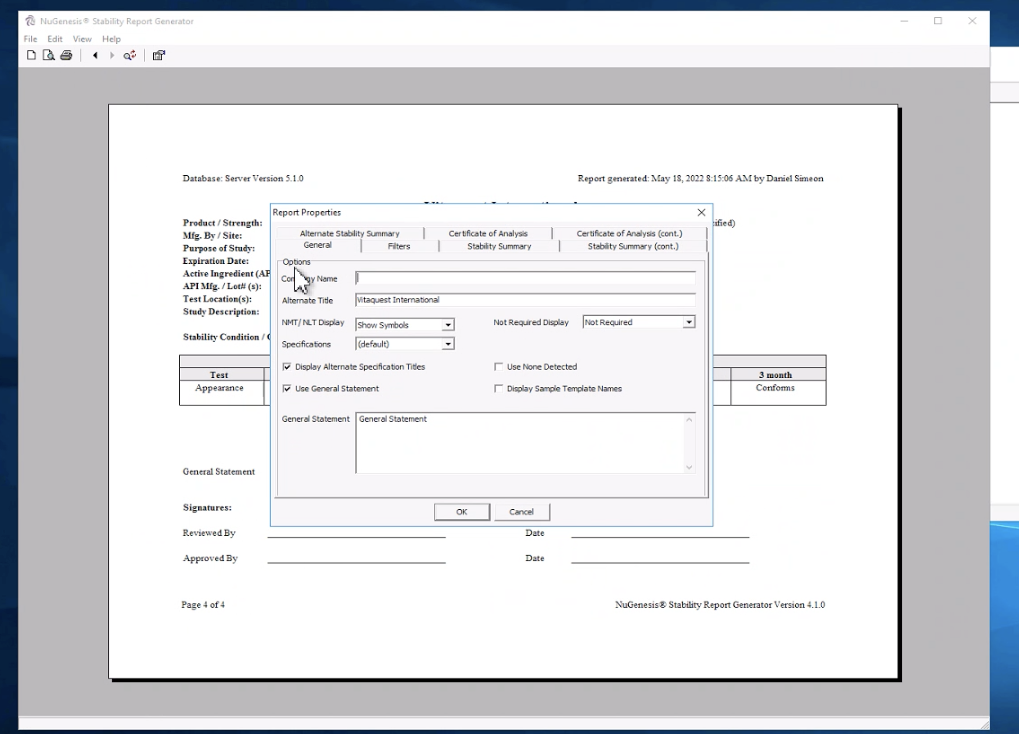 NuGenesis® Stability Report Generator
File Edit View Help
Database: Server Version 5.1.0
Report generated: May 18, 2022 8:15:06 AM by Daniel Simeon
Report Properties
Product / Strength:
Mfg. By / Site:
Purpose of Study:
Expiration Date:
Active Ingredient (AP
API Mfg. / Lot# (s):
Test Location(s):
Study Description:
Stability Condition /
Alternate Stability Summary Certificate of Analysis Certificate of Analysis (cont.)
General Filters Stability Summary Stability Summary (cont.)
Options
Name
Alternate Title Vitaquest International
NMT/ NLT Display Show Symbols Not Required Display Not Required
Specifications (default)
Display Alternate Specification Titles Use None Detected
Use General Statement Display Sample Template Names
General Statement General Statement
OK Cancel
Test 3 month
Appearance Conforms
General Statement
Signatures:
Reviewed By Date
Approved By Date
Page 4 of 4 NuGenesis® Stability Report Generator Version 4.1.0